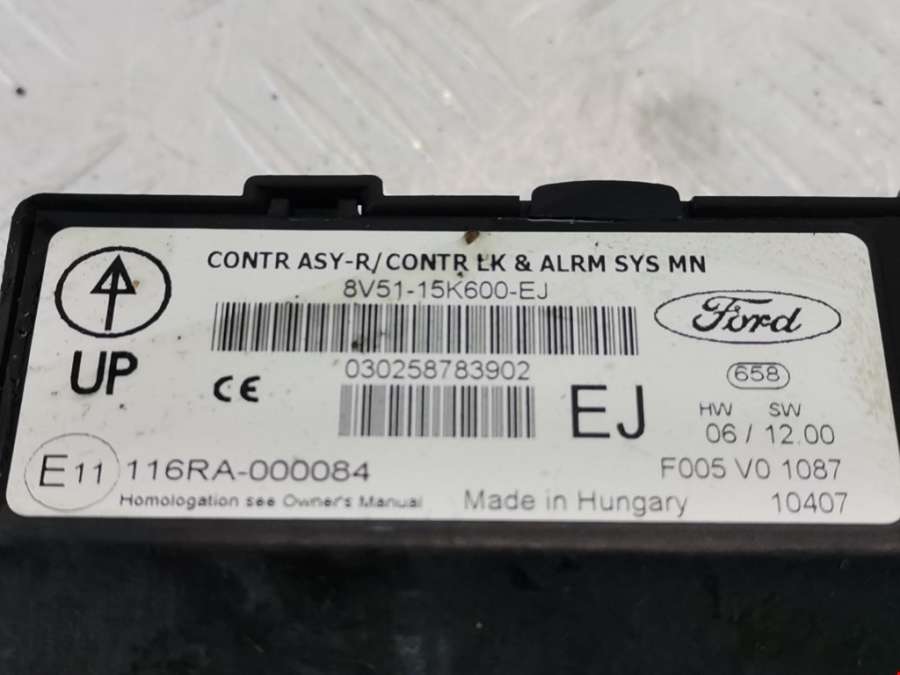 CONTR ASY-R/CONTR LK & ALRM SYS MN
8V51-15K600-EJ
Ford
UP
030258783902
658
CE
EJ
HW SW
06 / 12.00
E11 116RA-000084
F005 V0 1087
Homologation see Owner's Manual
Made in Hungary
10407